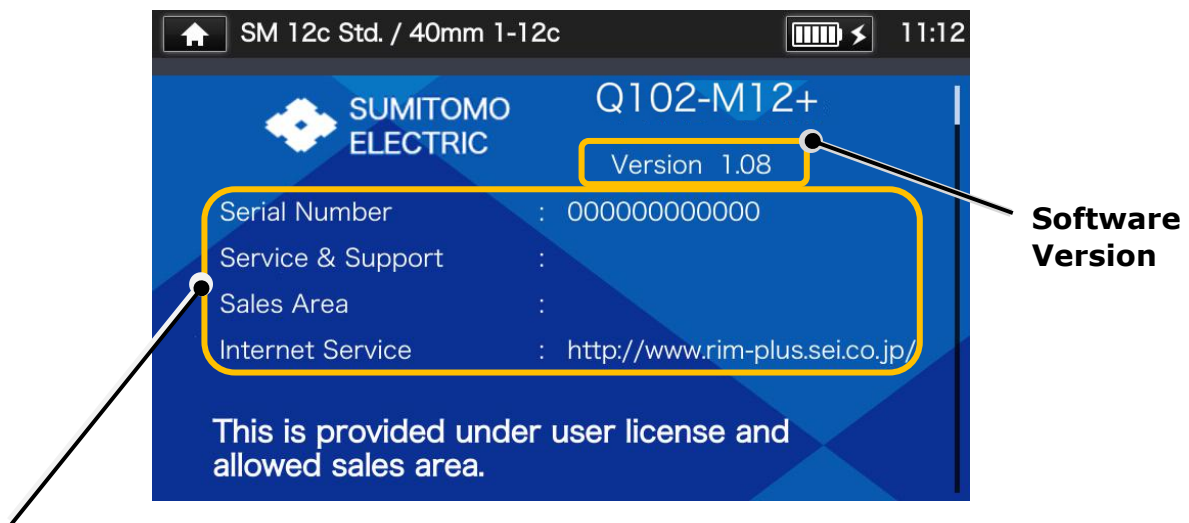 SM 12c Std. / 40mm 1-12c 11:12
SUMITOMO
ELECTRIC
Q102-M12+
Version 1.08
Serial Number : 000000000000
Service & Support :
Sales Area :
Internet Service : http://www.rim-plus.sei.co.jp/
This is provided under user license and
allowed sales area.
Software
Version